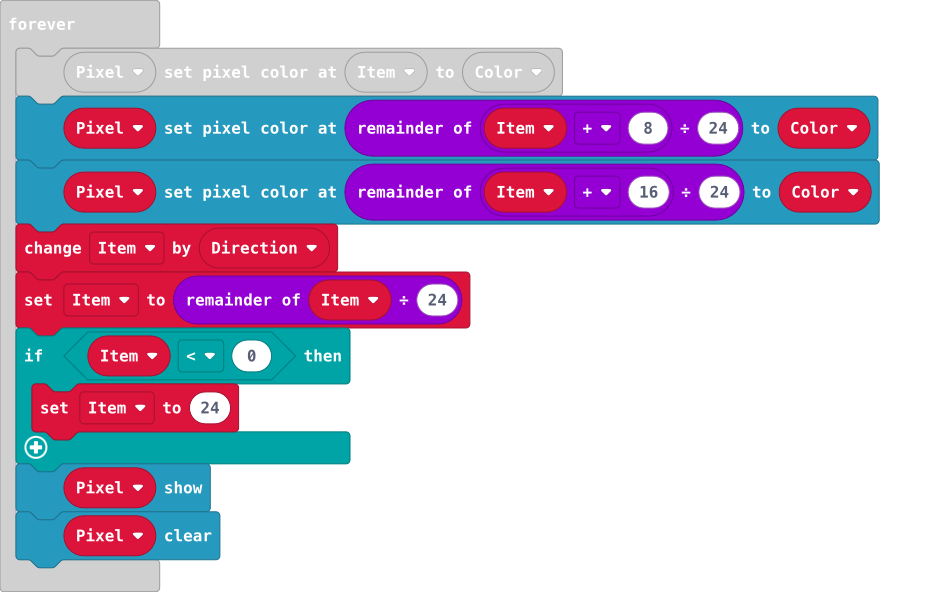 forever
Pixel set pixel color at Item to Color
Pixel set pixel color at remainder of Item + 8 ÷ 24 to Color
Pixel set pixel color at remainder of Item + 16 ÷ 24 to Color
change Item by Direction
set Item to remainder of Item ÷ 24
if Item < 0 then
set Item to 24
Pixel show
Pixel clear